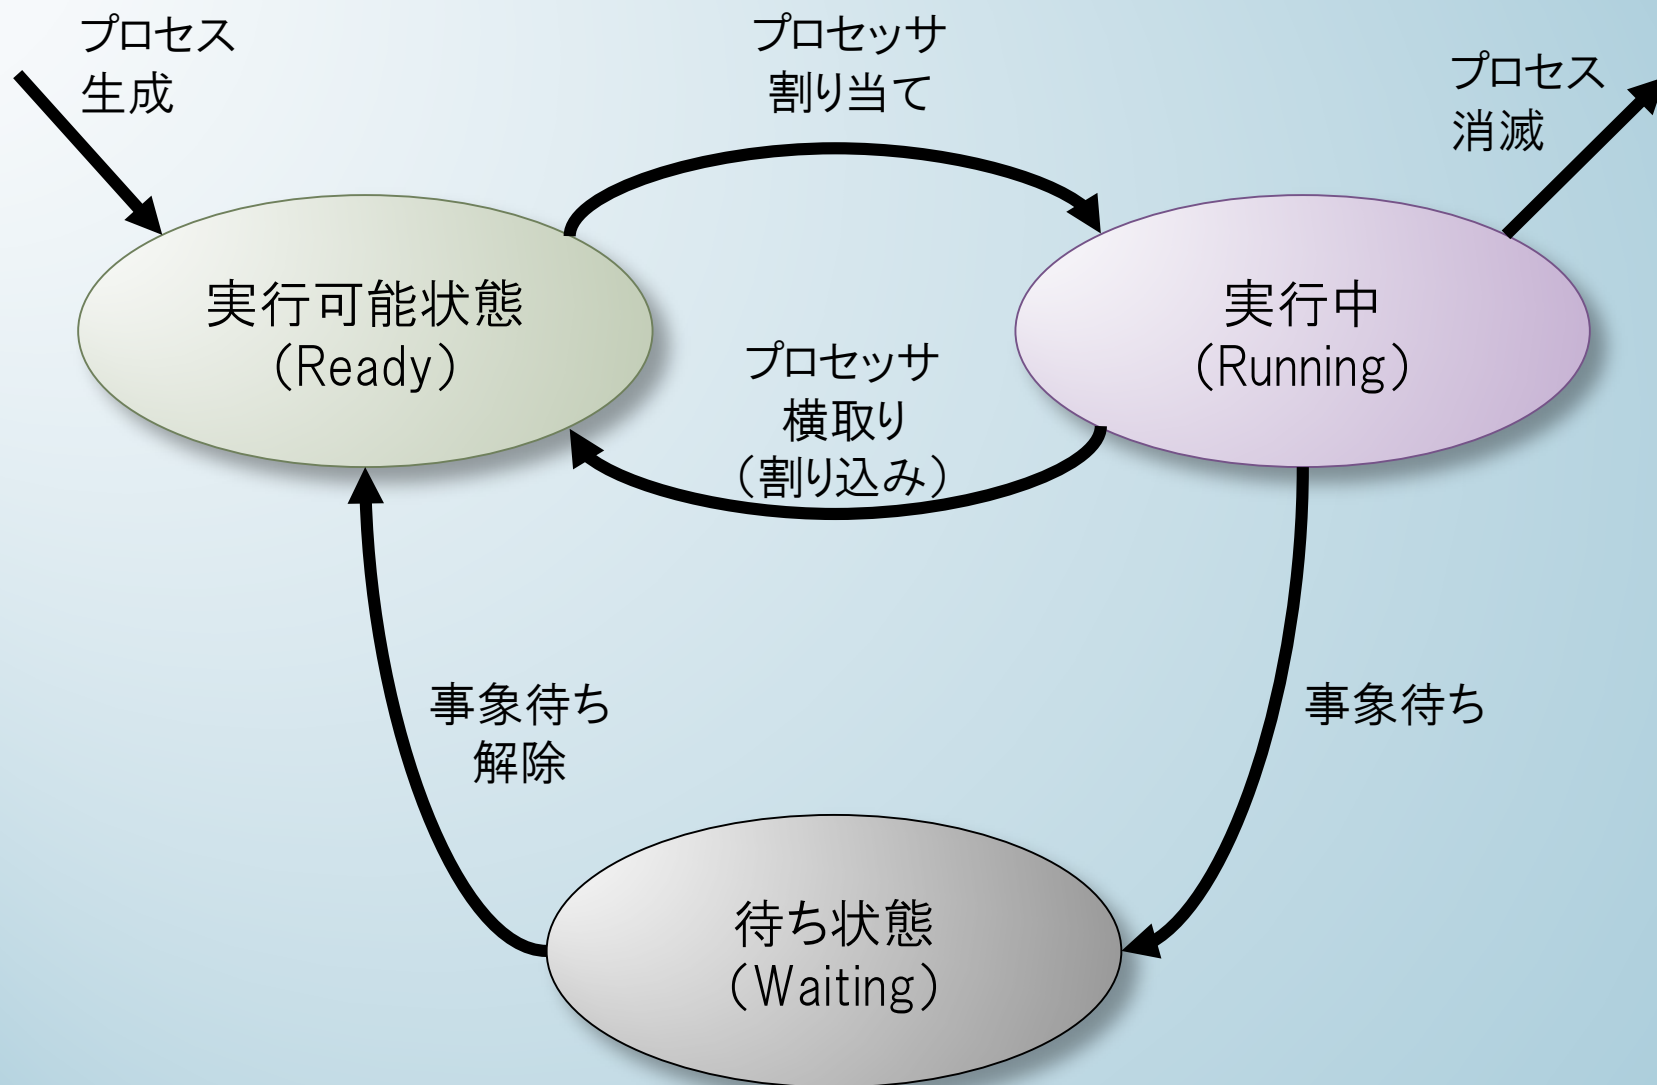 プロセス
生成
プロセッサ
割り当て
プロセス
消滅
実行可能状態
（Ready）
実行中
（Running）
プロセッサ
横取り
（割り込み）
事象待ち
解除
事象待ち
待ち状態
（Waiting）